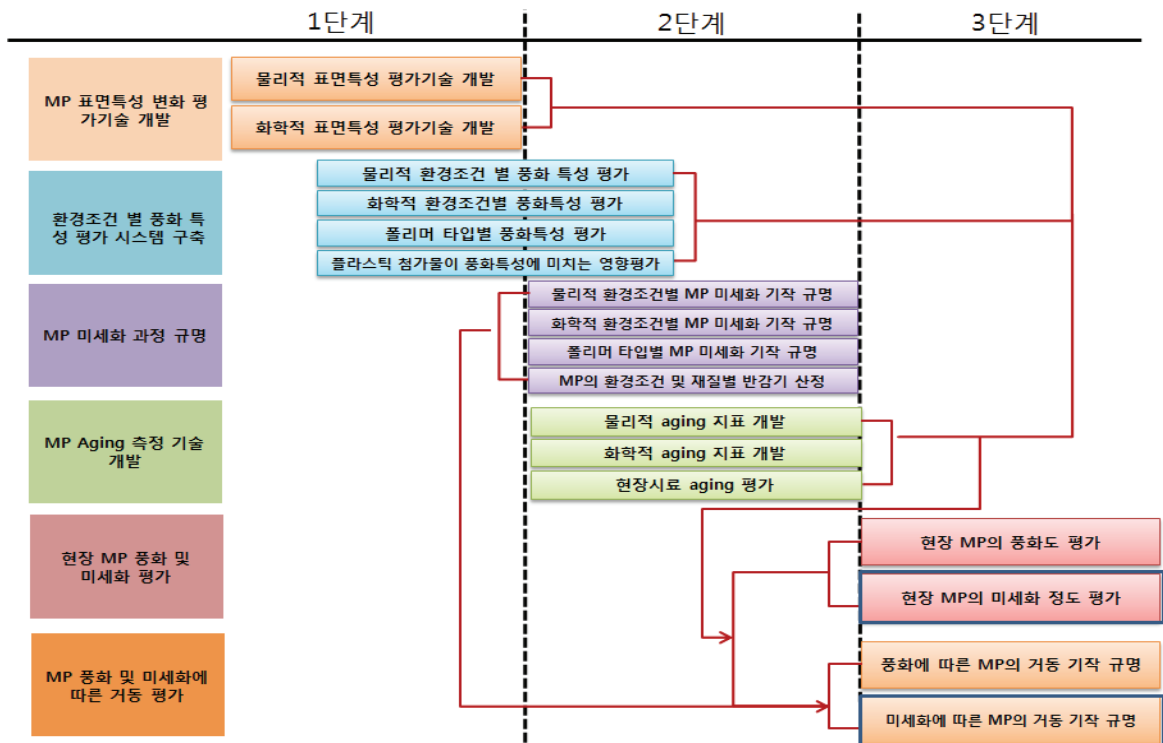 1단계
2단계
3단계
MP 표면특성 변화 평
가기술 개발
물리적 표면특성 평가기술 개발
화학적 표면특성 평가기술 개발
환경조건 별 풍화 특
성 평가 시스템 구축
물리적 환경조건 별 풍화 특성 평가
화학적 환경조건별 풍화특성 평가
폴리머 타입별 풍화특성 평가
플라스틱 첨가물이 풍화특성에 미치는 영향평가
MP 미세화 과정 규명
물리적 환경조건별 MP 미세화 기작 규명
화학적 환경조건별 MP 미세화 기작 규명
폴리머 타입별 MP 미세화 기작 규명
MP의 환경조건 및 재질별 반감기 산정
MP Aging 측정 기술
개발
물리적 aging 지표 개발
화학적 aging 지표 개발
현장시료 aging 평가
현장 MP 풍화 및
미세화 평가
현장 MP의 풍화도 평가
현장 MP의 미세화 정도 평가
MP 풍화 및 미세화에
따른 거동 평가
풍화에 따른 MP의 거동 기작 규명
미세화에 따른 MP의 거동 기작 규명